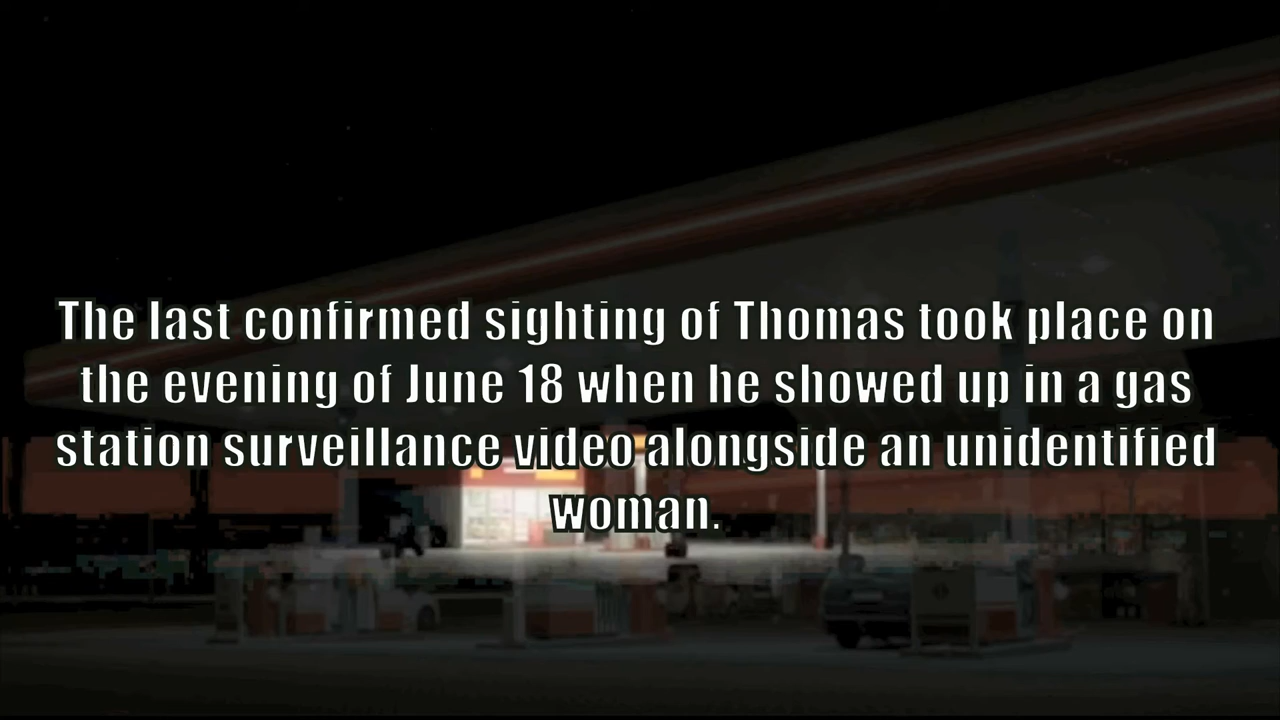 The last confirmed sighting of Thomas took place on
the evening of June 18 when he showed up in a gas
station surveillance video alongside an unidentified
woman.